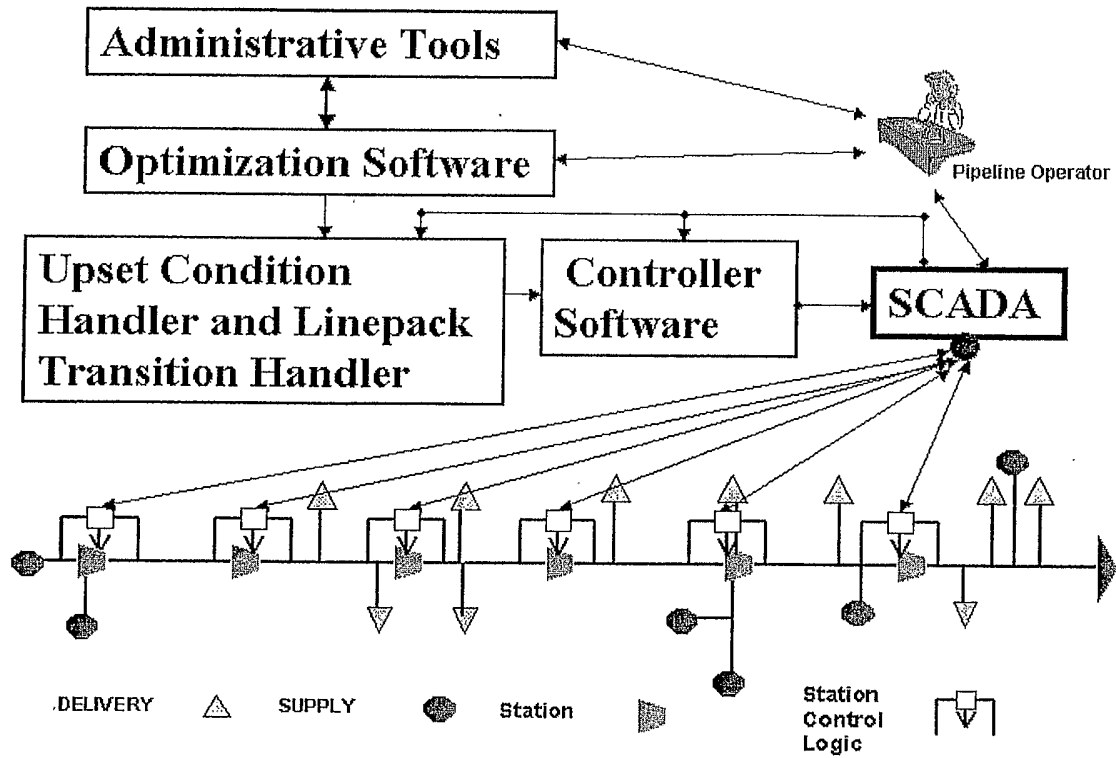 Administrative Tools
Optimization Software
Pipeline Operator
Upset Condition
Handler and Linepack
Transition Handler
Controller
Software
SCADA
DELIVERY
SUPPLY
Station
Station
Control
Logic